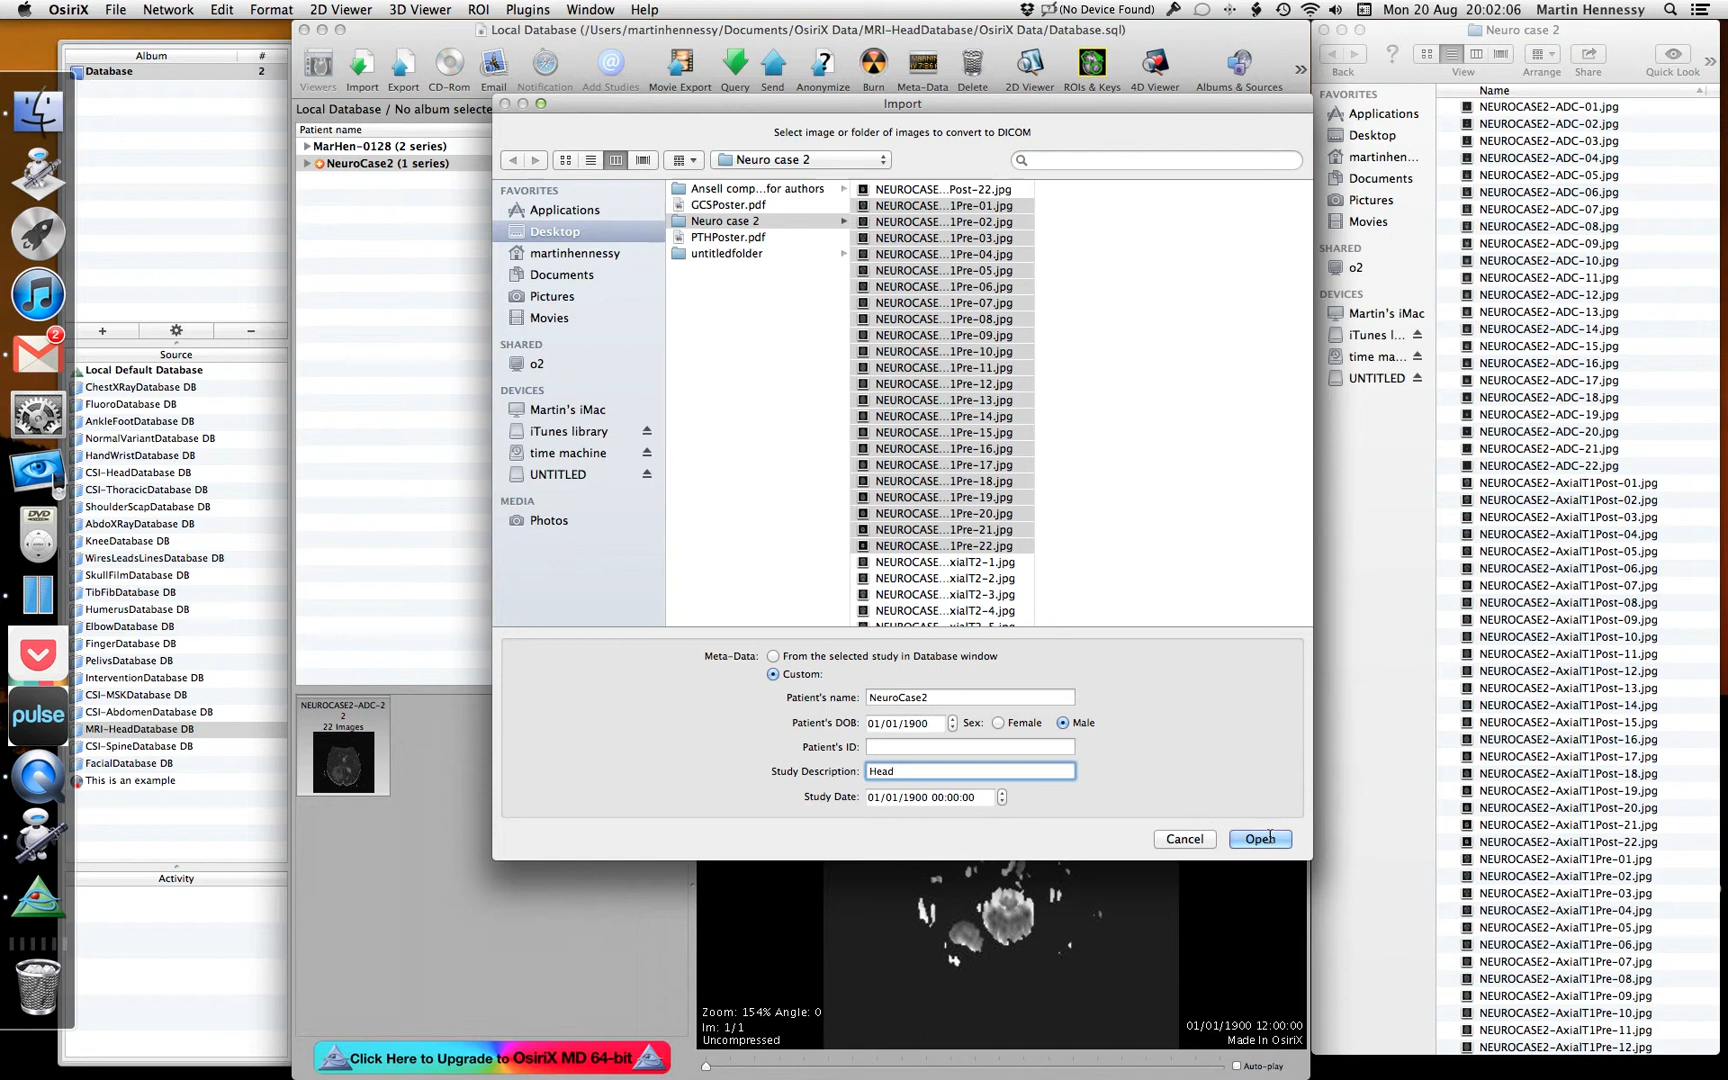 OsiriX File Network Edit Format 2D Viewer 3D Viewer ROI Plugins Window Help (No Device Found) Mon 20 Aug 20:02:06 Martin Hennessy
Album #
Database 2
+ −
Source
Local Default Database
ChestXRayDatabase DB
FluoroDatabase DB
AnkleFootDatabase DB
NormalVariantDatabase DB
HandWristDatabase DB
CSI-HeadDatabase DB
CSI-ThoracicDatabase DB
ShoulderScapDatabase DB
AbdoXRayDatabase DB
KneeDatabase DB
WiresLeadsLinesDatabase DB
SkullFilmDatabase DB
TibFibDatabase DB
HumerusDatabase DB
ElbowDatabase DB
FingerDatabase DB
PelvisDatabase DB
InterventionDatabase DB
CSI-MSKDatabase DB
CSI-AbdomenDatabase DB
MRI-HeadDatabase DB
CSI-SpineDatabase DB
FacialDatabase DB
This is an example
Activity
2
DVD
pulse
Local Database (/Users/martinhennessy/Documents/OsiriX Data/MRI-HeadDatabase/OsiriX Data/Database.sql)
Viewers Import Export CD-Rom Email Notification Add Studies Movie Export Query Send Anonymize Burn Meta-Data Delete 2D Viewer ROIs & Keys 4D Viewer Albums & Sources
Local Database / No album selecte
Patient name
MarHen-0128 (2 series)
NeuroCase2 (1 series)
NEUROCASE2-ADC-2
2
22 Images
Import
Select image or folder of images to convert to DICOM
Neuro case 2
FAVORITES
Applications
Desktop
martinhennessy
Documents
Pictures
Movies
SHARED
o2
DEVICES
Martin's iMac
iTunes library
time machine
UNTITLED
MEDIA
Photos
Ansell comp...for authors
GCSPoster.pdf
Neuro case 2
PTHPoster.pdf
untitledfolder
NEUROCASE...Post-22.jpg
NEUROCASE...1Pre-01.jpg
NEUROCASE...1Pre-02.jpg
NEUROCASE...1Pre-03.jpg
NEUROCASE...1Pre-04.jpg
NEUROCASE...1Pre-05.jpg
NEUROCASE...1Pre-06.jpg
NEUROCASE...1Pre-07.jpg
NEUROCASE...1Pre-08.jpg
NEUROCASE...1Pre-09.jpg
NEUROCASE...1Pre-10.jpg
NEUROCASE...1Pre-11.jpg
NEUROCASE...1Pre-12.jpg
NEUROCASE...1Pre-13.jpg
NEUROCASE...1Pre-14.jpg
NEUROCASE...1Pre-15.jpg
NEUROCASE...1Pre-16.jpg
NEUROCASE...1Pre-17.jpg
NEUROCASE...1Pre-18.jpg
NEUROCASE...1Pre-19.jpg
NEUROCASE...1Pre-20.jpg
NEUROCASE...1Pre-21.jpg
NEUROCASE...1Pre-22.jpg
NEUROCASE...xialT2-1.jpg
NEUROCASE...xialT2-2.jpg
NEUROCASE...xialT2-3.jpg
NEUROCASE...xialT2-4.jpg
Meta-Data: From the selected study in Database window
Custom:
Patient's name: NeuroCase2
Patient's DOB: 01/01/1900 Sex: Female Male
Patient's ID:
Study Description: Head
Study Date: 01/01/1900 00:00:00
Cancel Open
Zoom: 154% Angle: 0
Im: 1/1
Uncompressed
01/01/1900 12:00:00
Made In OsiriX
Click Here to Upgrade to OsiriX MD 64-bit
Auto-play
Neuro case 2
Back View Arrange Share Quick Look
FAVORITES
Applications
Desktop
martinhen...
Documents
Pictures
Movies
SHARED
o2
DEVICES
Martin's iMac
iTunes l...
time ma...
UNTITLED
Name
NEUROCASE2-ADC-01.jpg
NEUROCASE2-ADC-02.jpg
NEUROCASE2-ADC-03.jpg
NEUROCASE2-ADC-04.jpg
NEUROCASE2-ADC-05.jpg
NEUROCASE2-ADC-06.jpg
NEUROCASE2-ADC-07.jpg
NEUROCASE2-ADC-08.jpg
NEUROCASE2-ADC-09.jpg
NEUROCASE2-ADC-10.jpg
NEUROCASE2-ADC-11.jpg
NEUROCASE2-ADC-12.jpg
NEUROCASE2-ADC-13.jpg
NEUROCASE2-ADC-14.jpg
NEUROCASE2-ADC-15.jpg
NEUROCASE2-ADC-16.jpg
NEUROCASE2-ADC-17.jpg
NEUROCASE2-ADC-18.jpg
NEUROCASE2-ADC-19.jpg
NEUROCASE2-ADC-20.jpg
NEUROCASE2-ADC-21.jpg
NEUROCASE2-ADC-22.jpg
NEUROCASE2-AxialT1Post-01.jpg
NEUROCASE2-AxialT1Post-02.jpg
NEUROCASE2-AxialT1Post-03.jpg
NEUROCASE2-AxialT1Post-04.jpg
NEUROCASE2-AxialT1Post-05.jpg
NEUROCASE2-AxialT1Post-06.jpg
NEUROCASE2-AxialT1Post-07.jpg
NEUROCASE2-AxialT1Post-08.jpg
NEUROCASE2-AxialT1Post-09.jpg
NEUROCASE2-AxialT1Post-10.jpg
NEUROCASE2-AxialT1Post-11.jpg
NEUROCASE2-AxialT1Post-12.jpg
NEUROCASE2-AxialT1Post-13.jpg
NEUROCASE2-AxialT1Post-14.jpg
NEUROCASE2-AxialT1Post-15.jpg
NEUROCASE2-AxialT1Post-16.jpg
NEUROCASE2-AxialT1Post-17.jpg
NEUROCASE2-AxialT1Post-18.jpg
NEUROCASE2-AxialT1Post-19.jpg
NEUROCASE2-AxialT1Post-20.jpg
NEUROCASE2-AxialT1Post-21.jpg
NEUROCASE2-AxialT1Post-22.jpg
NEUROCASE2-AxialT1Pre-01.jpg
NEUROCASE2-AxialT1Pre-02.jpg
NEUROCASE2-AxialT1Pre-03.jpg
NEUROCASE2-AxialT1Pre-04.jpg
NEUROCASE2-AxialT1Pre-05.jpg
NEUROCASE2-AxialT1Pre-06.jpg
NEUROCASE2-AxialT1Pre-07.jpg
NEUROCASE2-AxialT1Pre-08.jpg
NEUROCASE2-AxialT1Pre-09.jpg
NEUROCASE2-AxialT1Pre-10.jpg
NEUROCASE2-AxialT1Pre-11.jpg
NEUROCASE2-AxialT1Pre-12.jpg